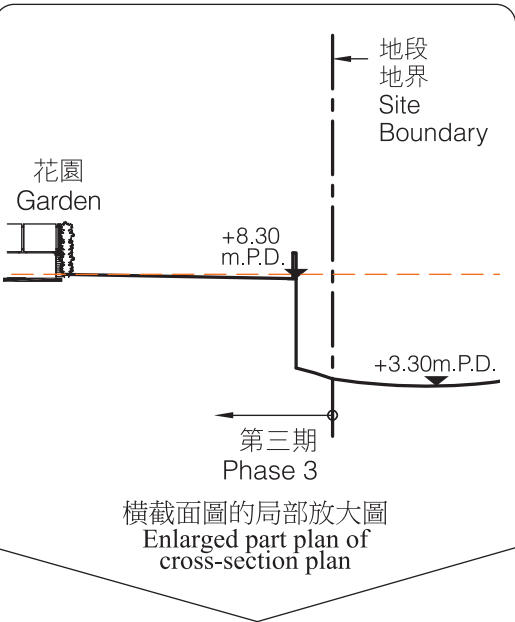 地段
地界
Site
Boundary
花園
Garden
+8.30
m.P.D.
+3.30m.P.D.
第三期
Phase 3
橫截面圖的局部放大圖
Enlarged part plan of
cross-section plan